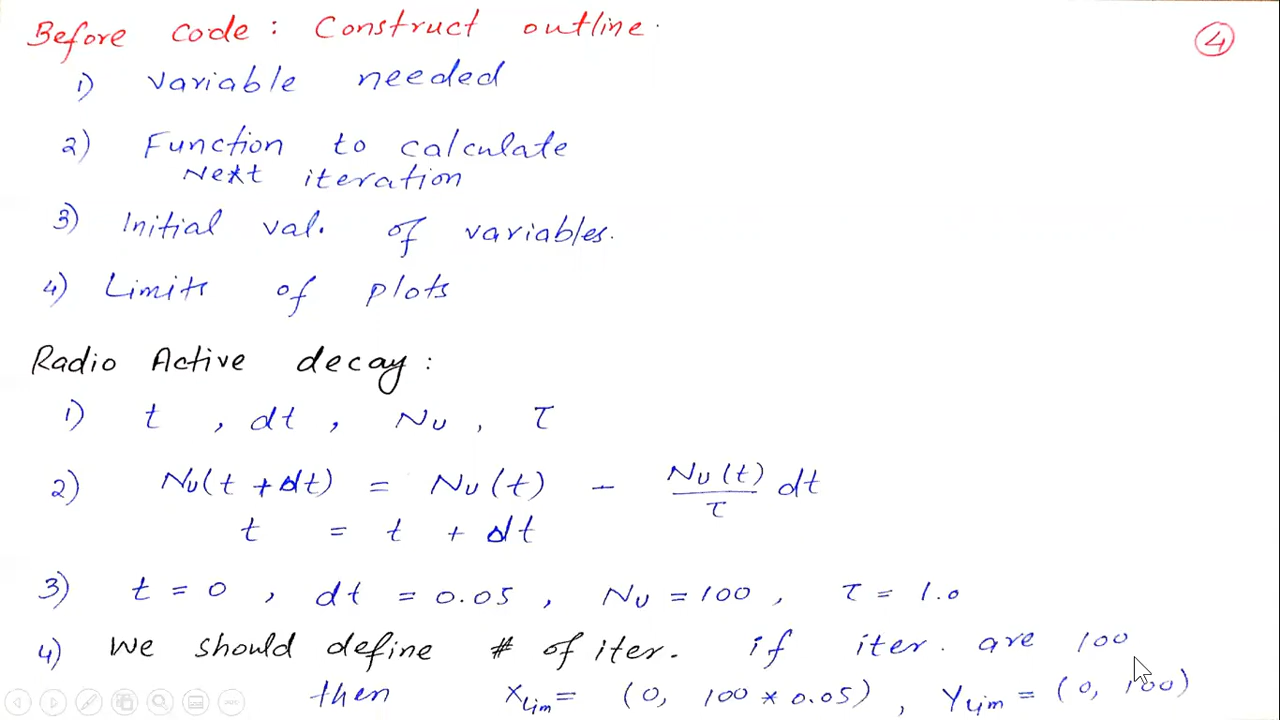 Before code : Construct outline.
4
1) variable needed
2) Function to calculate
Next iteration
3) Initial val. of variables.
4) Limits of plots
Radio Active decay :
1) t , dt , Nu , τ
2) Nu(t + dt) = Nu(t) - Nu(t)/τ dt
t = t + dt
3) t = 0 , dt = 0.05 , Nu = 100 , τ = 1.0
4) We should define # of iter. if iter. are 100
then xLim = (0, 100 * 0.05) , YLim = (0, 100)